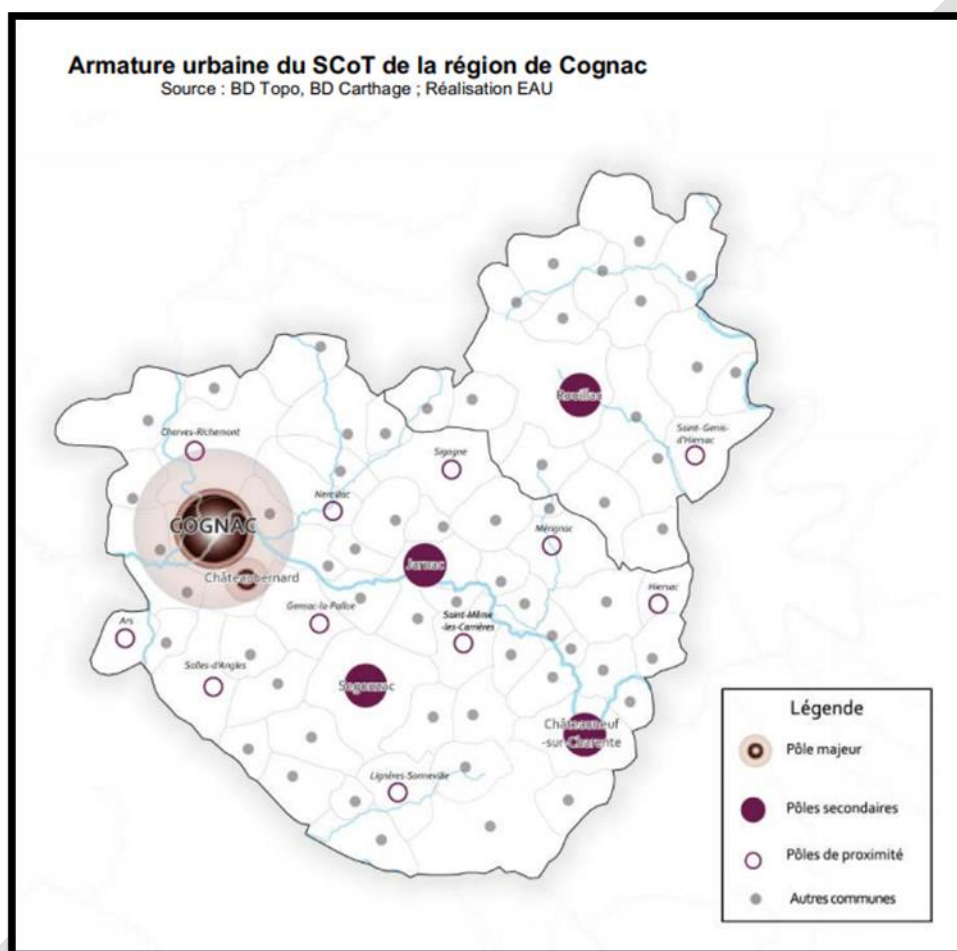 Armature urbaine du SCoT de la région de Cognac
Source : BD Topo, BD Carthage ; Réalisation EAU
Rouillac
Saint-Genis-
d'Hiersac
Cherves-Richemont
Sigogne
Nercillac
COGNAC
Mérignac
Jarnac
Châteaubernard
Hiersac
Gensac-la-Pallue
Saint-Même
-les-Carrières
Ars
Salles-d'Angles
Segonzac
Châteauneuf
-sur-Charente
Lignères-Sonneville
Légende
Pôle majeur
Pôles secondaires
Pôles de proximité
Autres communes